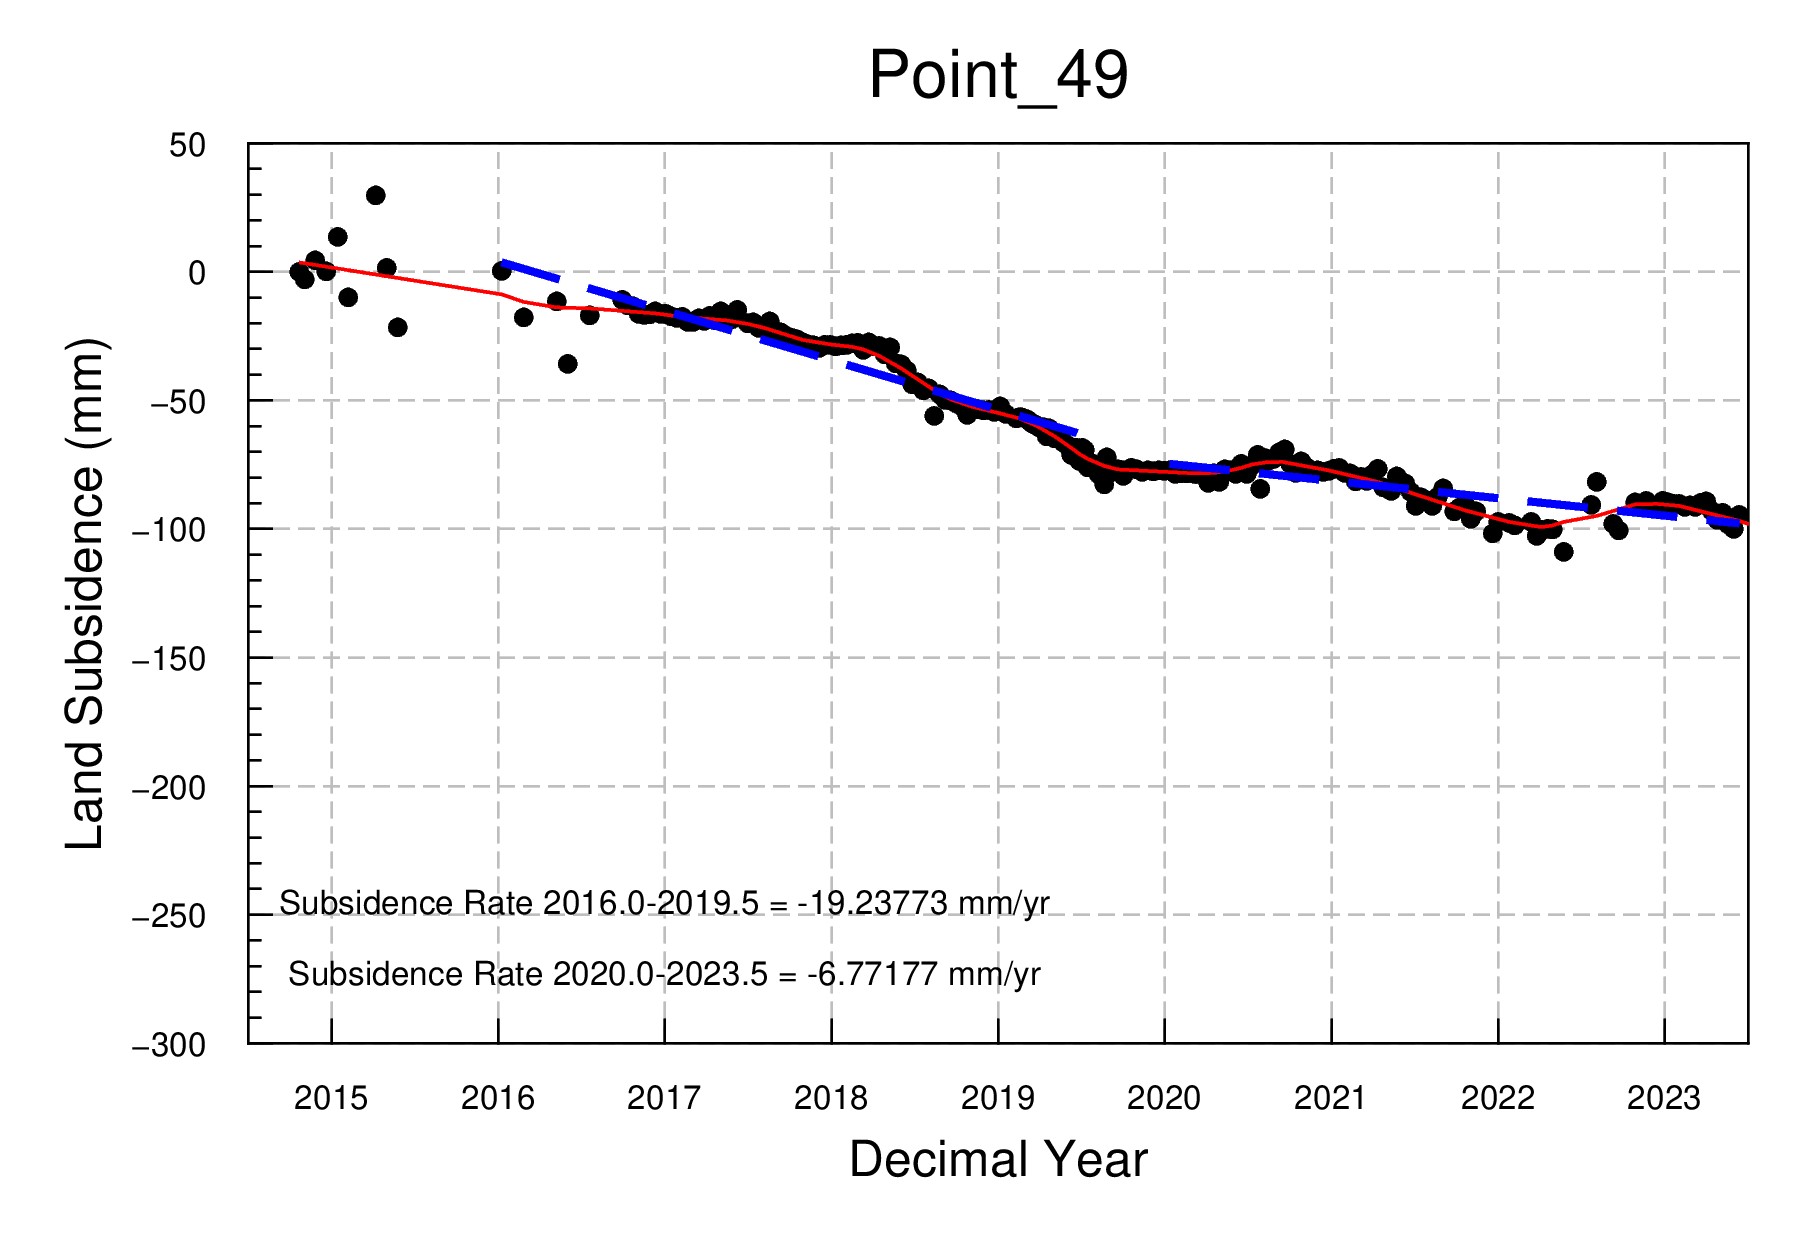 Point_49
50
0
−50
−100
−150
−200
−250
−300
Land Subsidence (mm)
Subsidence Rate 2016.0-2019.5 = -19.23773 mm/yr
Subsidence Rate 2020.0-2023.5 = -6.77177 mm/yr
2015 2016 2017 2018 2019 2020 2021 2022 2023
Decimal Year